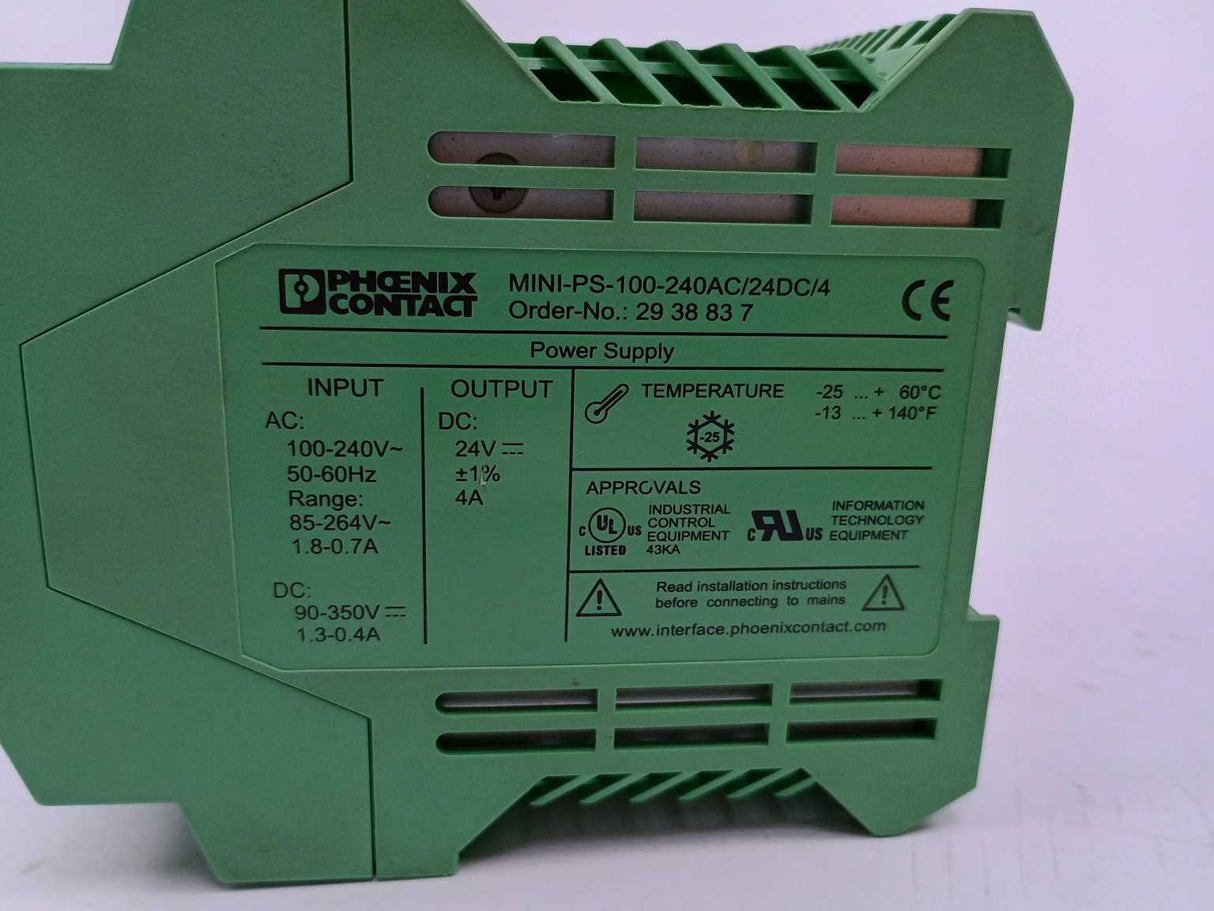 PHŒNIX
CONTACT
MINI-PS-100-240AC/24DC/4
Order-No.: 29 38 83 7
CE
Power Supply
INPUT
AC:
100-240V~
50-60Hz
Range:
85-264V~
1.8-0.7A
DC:
90-350V⎓
1.3-0.4A
OUTPUT
DC:
24V⎓
±1%
4A
TEMPERATURE -25 ... + 60°C
-13 ... + 140°F
-25
APPROVALS
C UL US
LISTED
INDUSTRIAL
CONTROL
EQUIPMENT
43KA
C RU US
INFORMATION
TECHNOLOGY
EQUIPMENT
Read installation instructions
before connecting to mains
www.interface.phoenixcontact.com